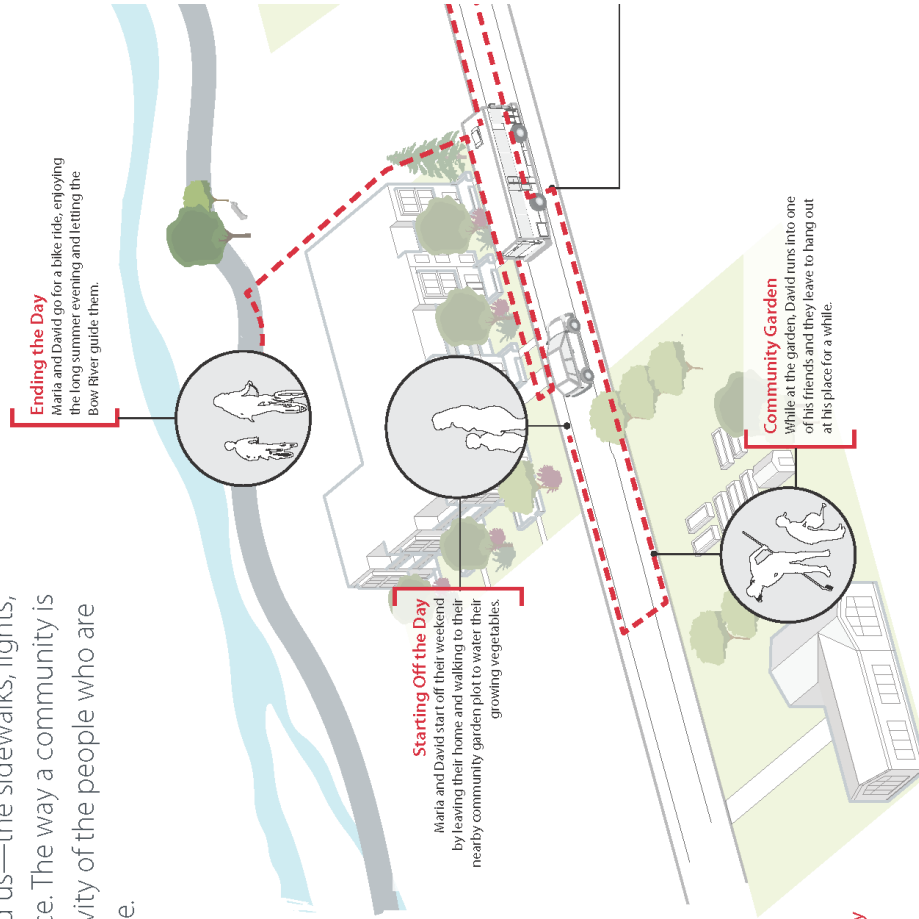 us—the sidewalks, lights,
The way a community is
of the people who are
Ending the Day
Maria and David go for a bike ride, enjoying
the long summer evening and letting the
Bow River guide them.
Starting Off the Day
Maria and David start off their weekend
by leaving their home and walking to their
nearby community garden plot to water their
growing vegetables.
Community Garden
While at the garden, David runs into one
of his friends and they leave to hang out
at his place for a while.